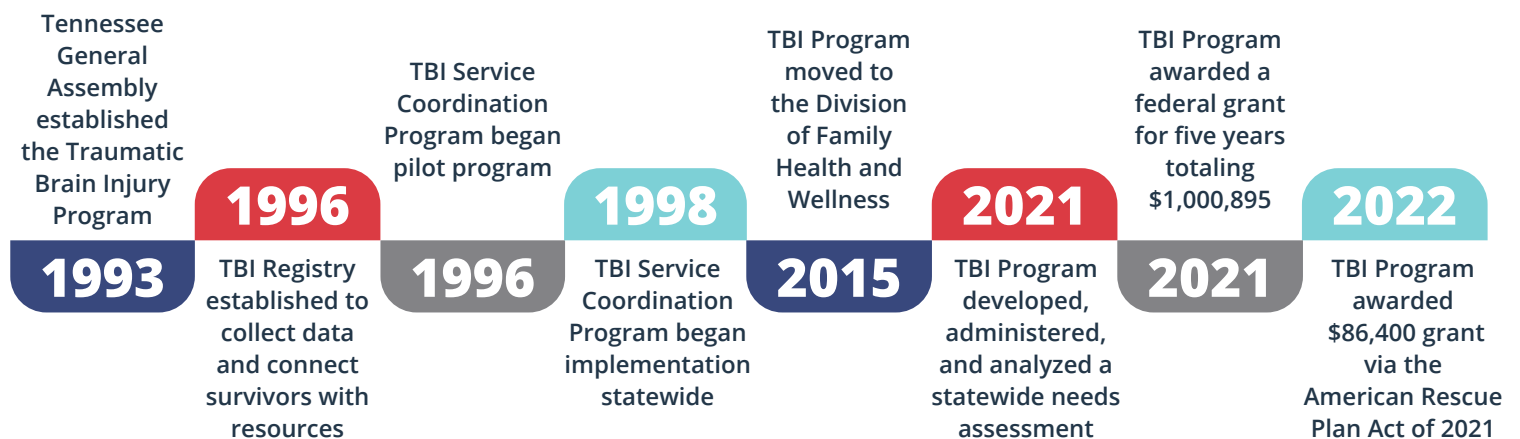 Tennessee
General
Assembly
established
the Traumatic
Brain Injury
Program
1993
1996
TBI Registry
established to
collect data
and connect
survivors with
resources
TBI Service
Coordination
Program began
pilot program
1996
1998
TBI Service
Coordination
Program began
implementation
statewide
TBI Program
moved to
the Division
of Family
Health and
Wellness
2015
2021
TBI Program
developed,
administered,
and analyzed a
statewide needs
assessment
TBI Program
awarded a
federal grant
for five years
totaling
$1,000,895
2021
2022
TBI Program
awarded
$86,400 grant
via the
American Rescue
Plan Act of 2021